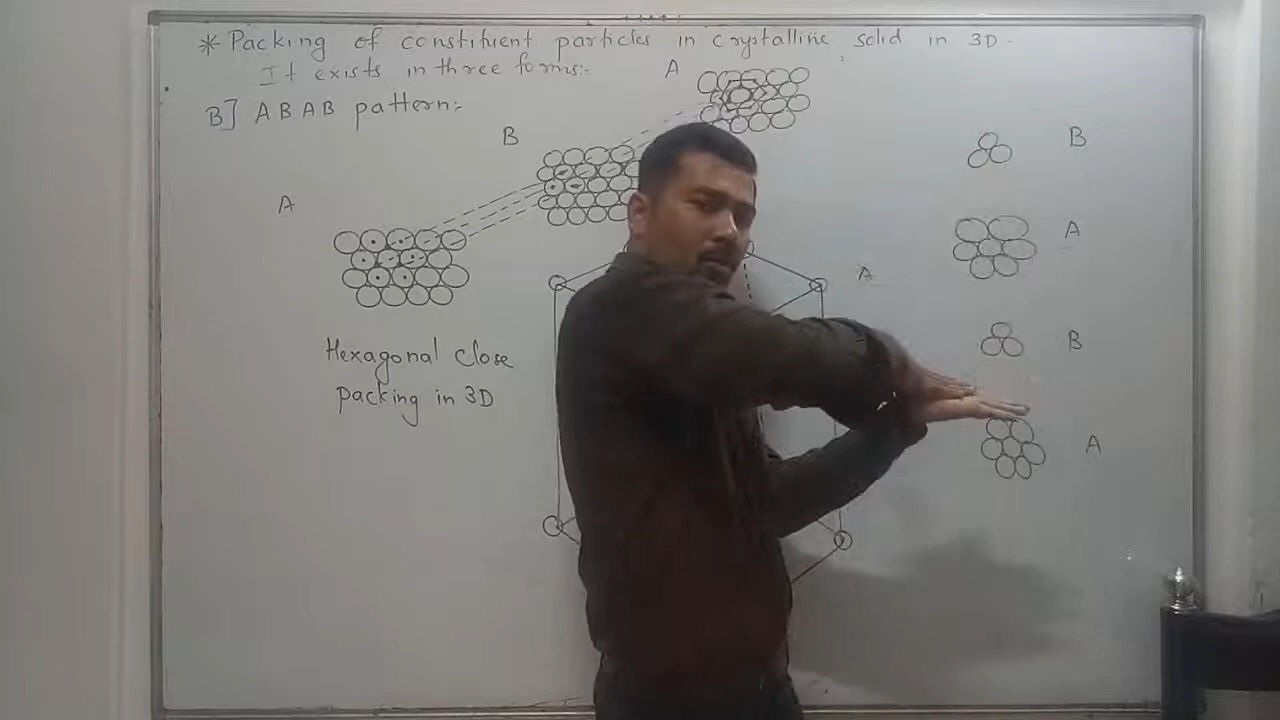 * Packing of constituent particles in crystalline solid in 3D.
It exists in three forms:-
A
B] ABAB pattern:-
B
B
A
A
A
B
Hexagonal close
packing in 3D
A